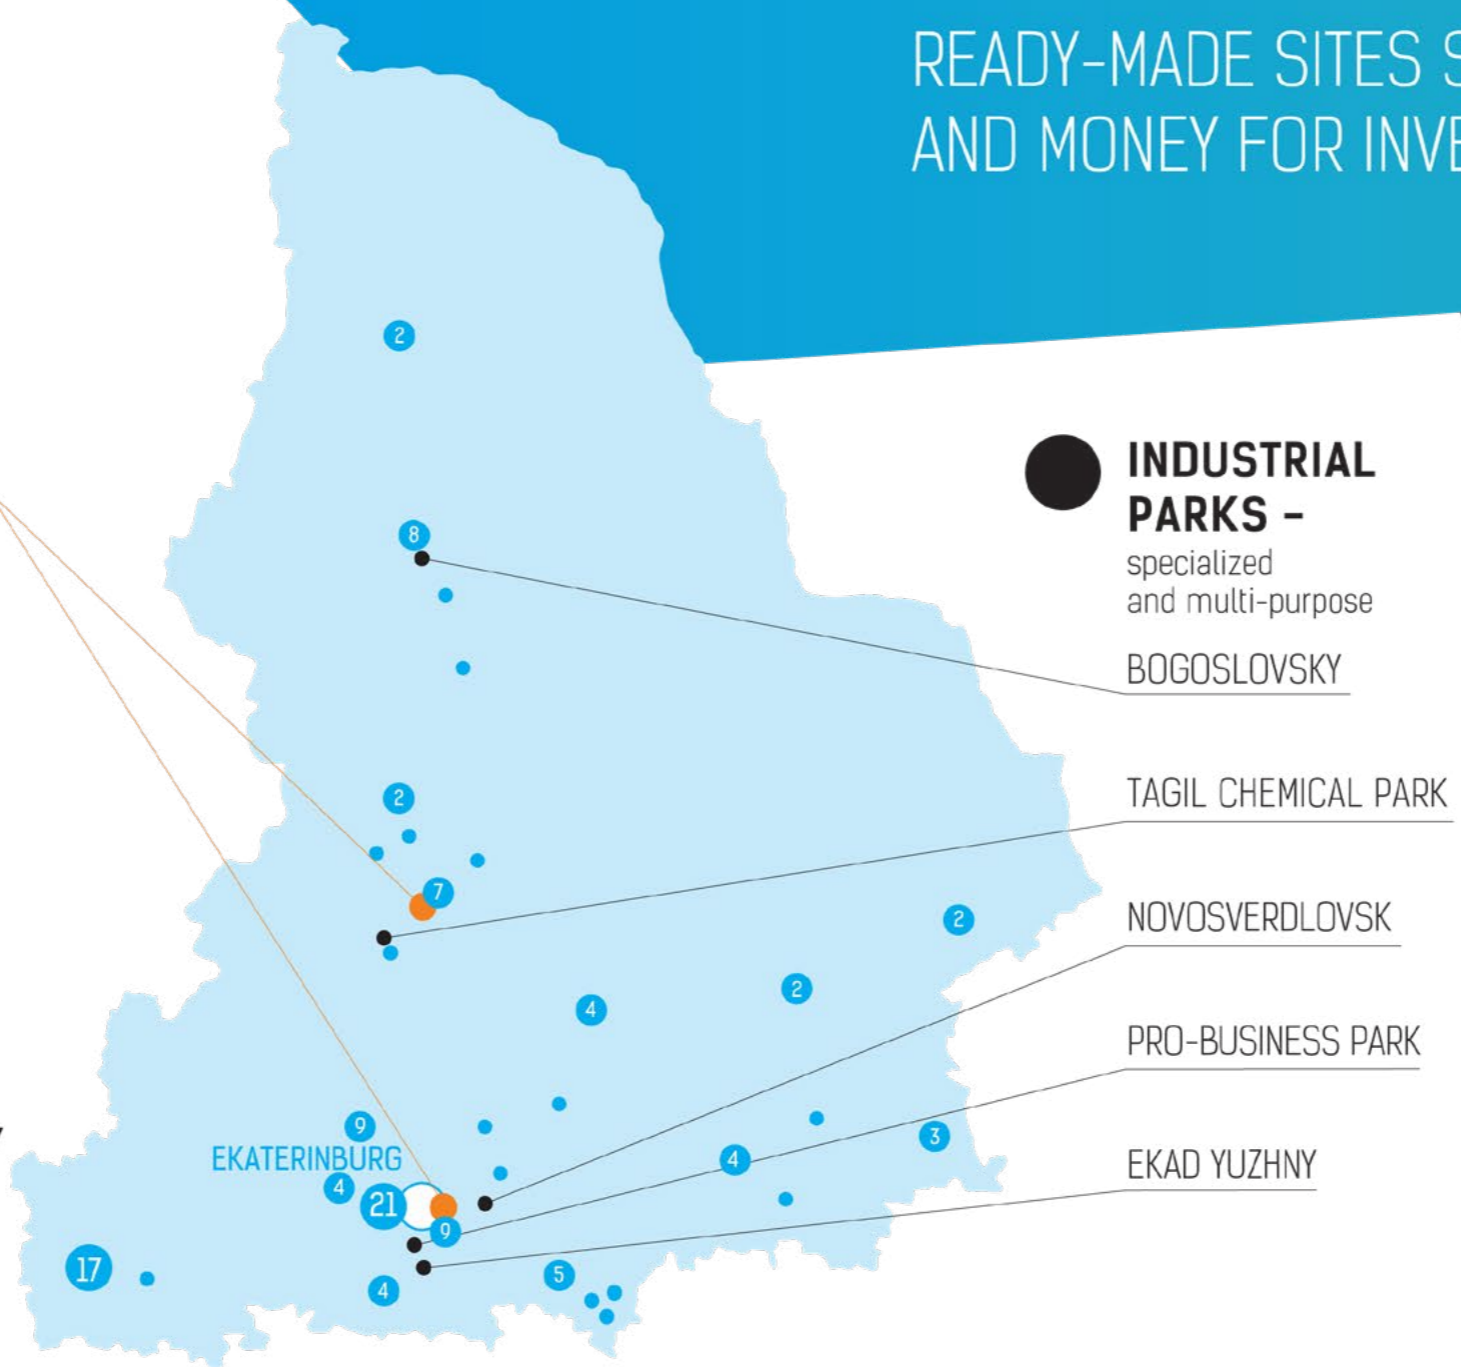 READY-MADE SITES
AND MONEY FOR
2
INDUSTRIAL
PARKS –
8
specialized
and multi-purpose
BOGOSLOVSKY
2
TAGIL CHEMICAL PARK
7
2
NOVOSVERDLOVSK
2
4
PRO-BUSINESS PARK
9
3
EKATERINBURG
4
EKAD YUZHNY
4
21
9
17
5
4